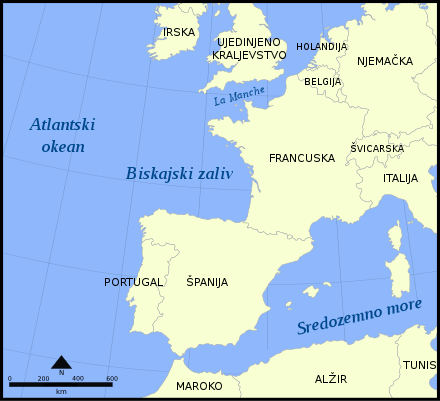 IRSKA
UJEDINJENO
KRALJEVSTVO
HOLANDIJA
NJEMAČKA
BELGIJA
La Manche
Atlantski
okean
ŠVICARSKA
FRANCUSKA
Biskajski zaliv
ITALIJA
PORTUGAL
ŠPANIJA
Sredozemno more
N
0 200 400 600
km
MAROKO
ALŽIR
TUNIS